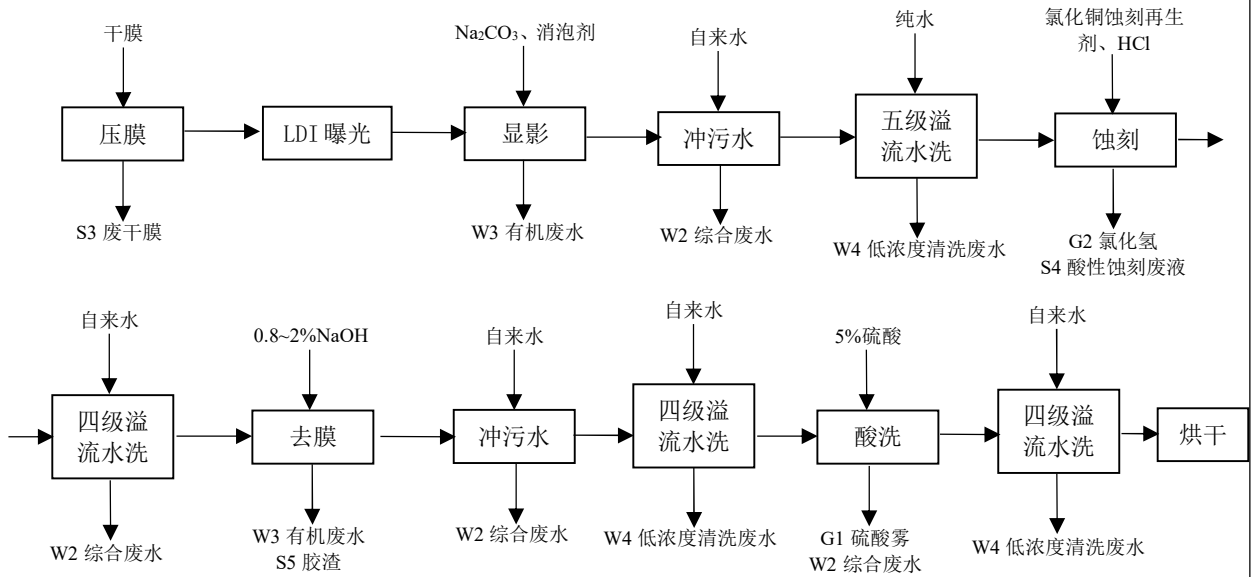 干膜
Na₂CO₃、消泡剂
自来水
纯水
氯化铜蚀刻再生
剂、HCl
压膜
LDI 曝光
显影
冲污水
五级溢
流水洗
蚀刻
S3 废干膜
W3 有机废水
W2 综合废水
W4 低浓度清洗废水
G2 氯化氢
S4 酸性蚀刻废液
自来水
0.8~2%NaOH
自来水
自来水
5%硫酸
自来水
四级溢
流水洗
去膜
冲污水
四级溢
流水洗
酸洗
四级溢
流水洗
烘干
W2 综合废水
W3 有机废水
S5 胶渣
W2 综合废水
W4 低浓度清洗废水
G1 硫酸雾
W2 综合废水
W4 低浓度清洗废水